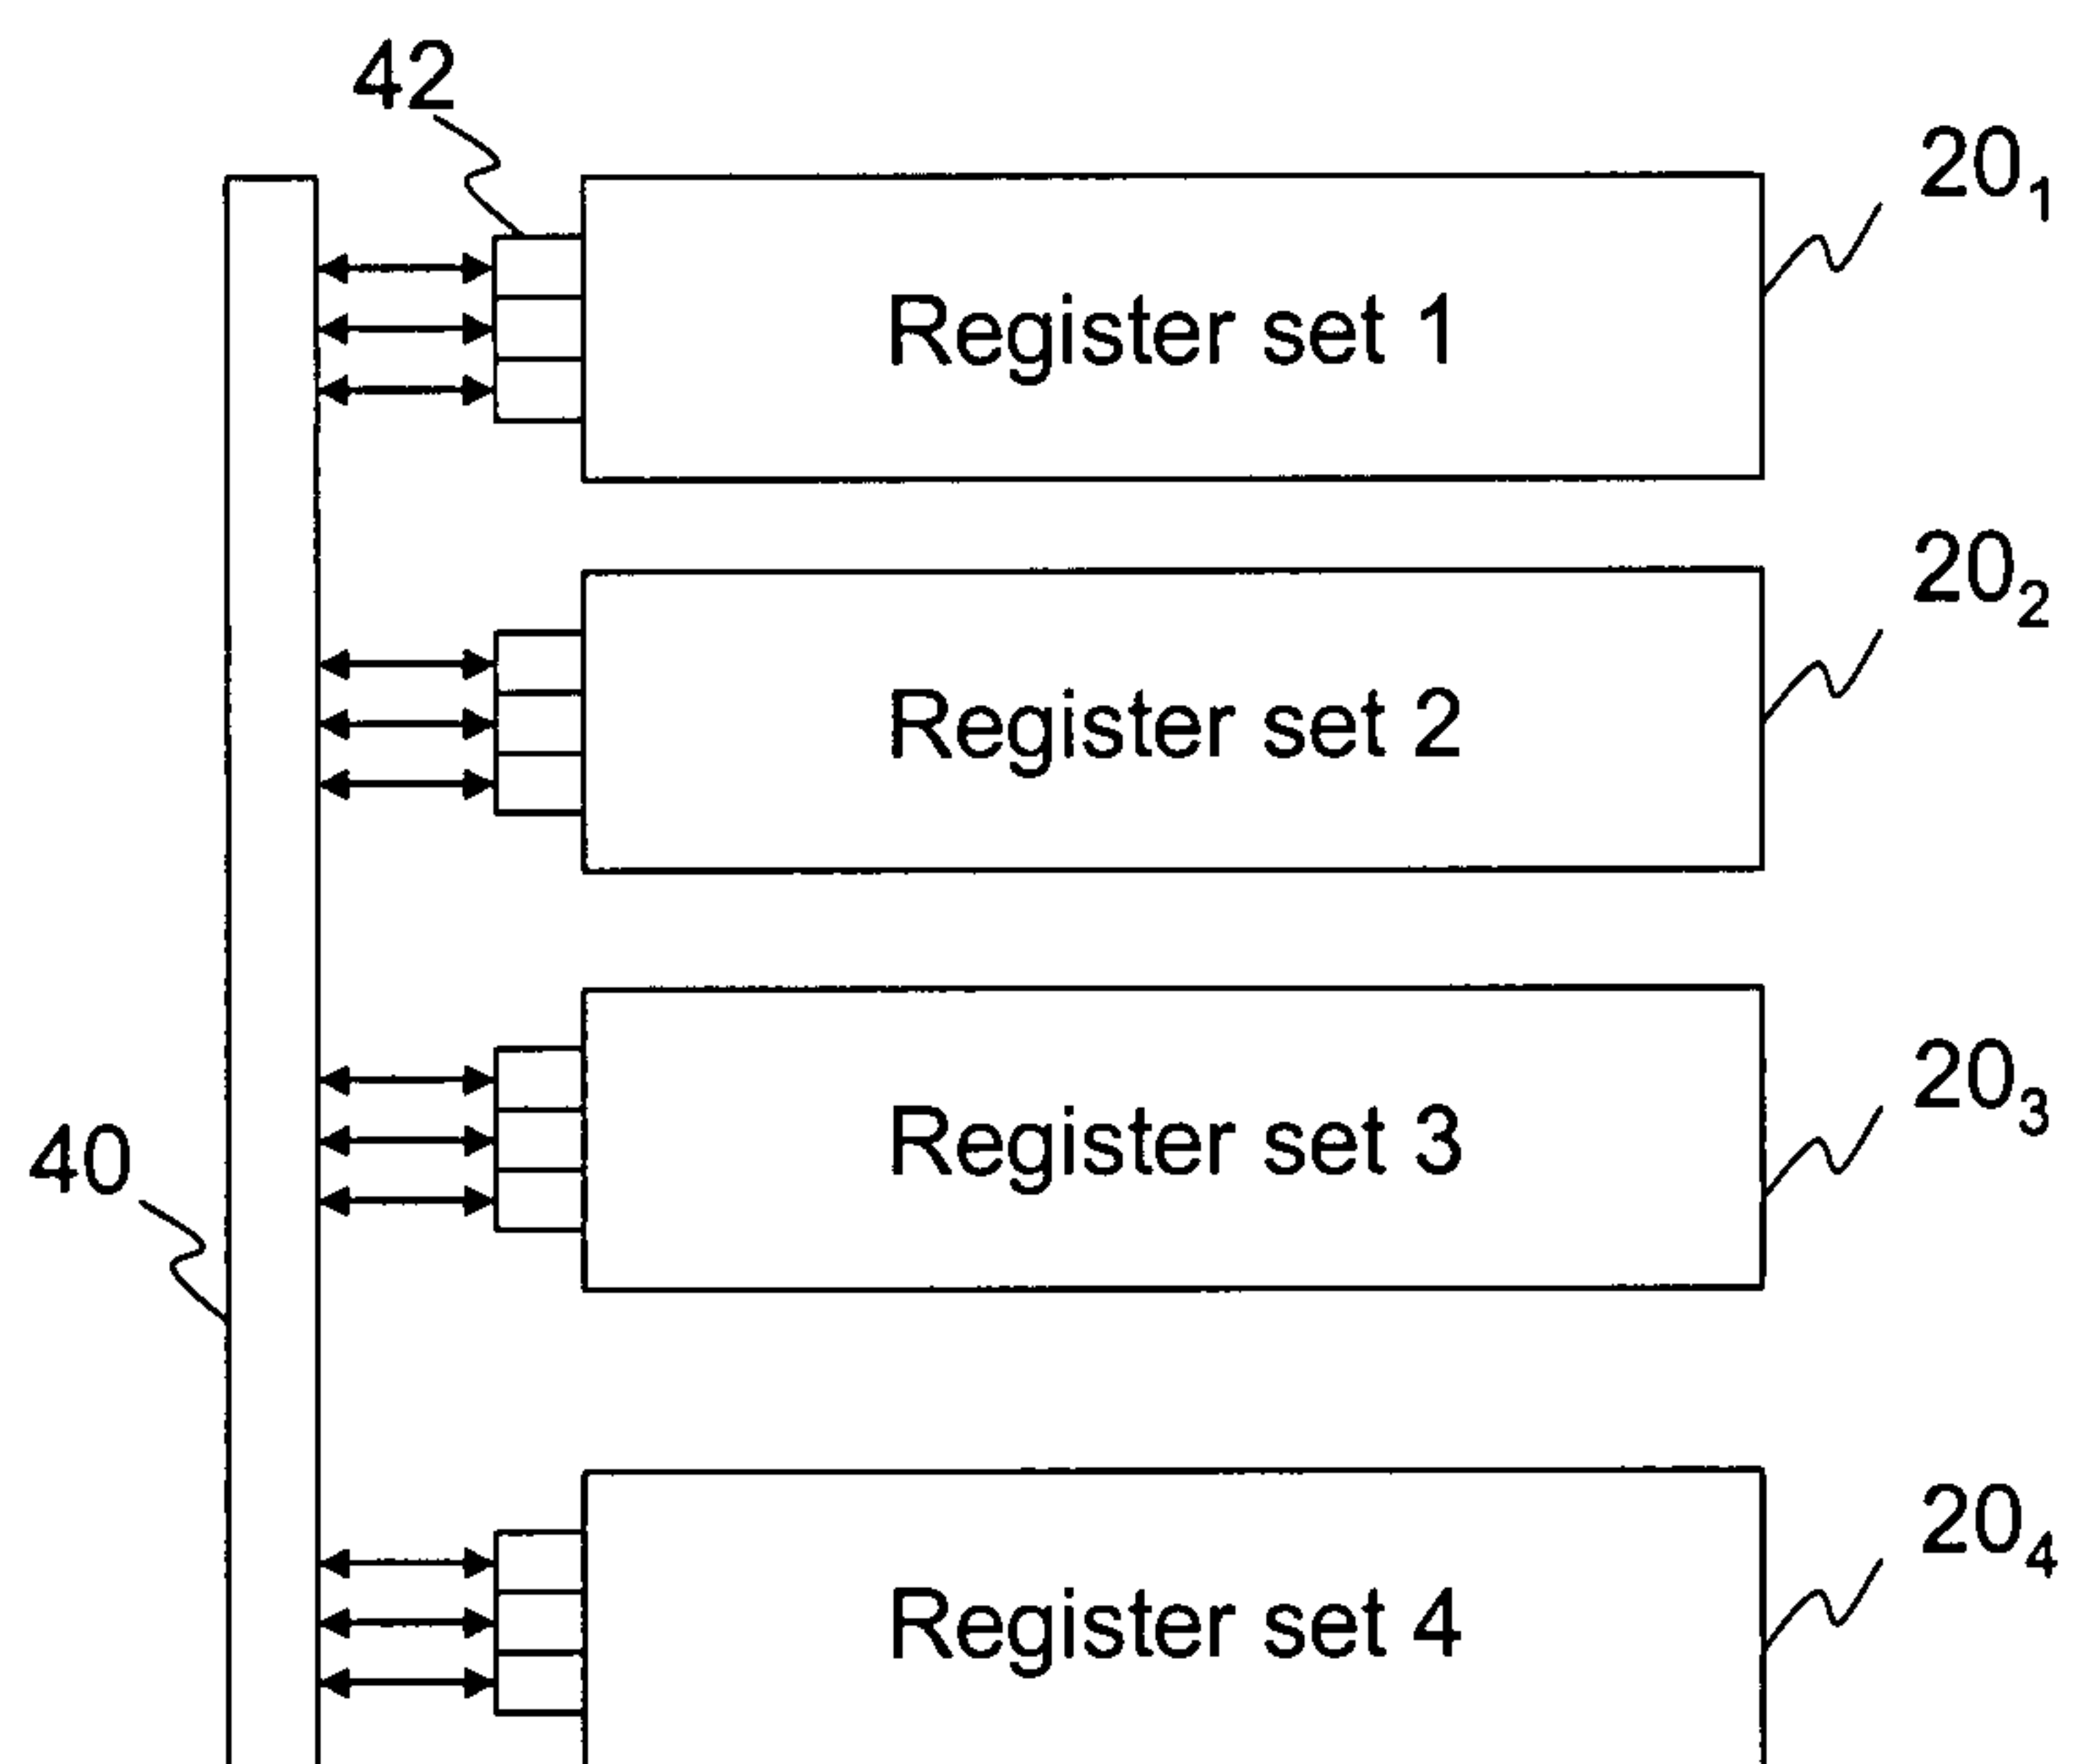 42
20₁
Register set 1
20₂
Register set 2
20₃
Register set 3
40
20₄
Register set 4